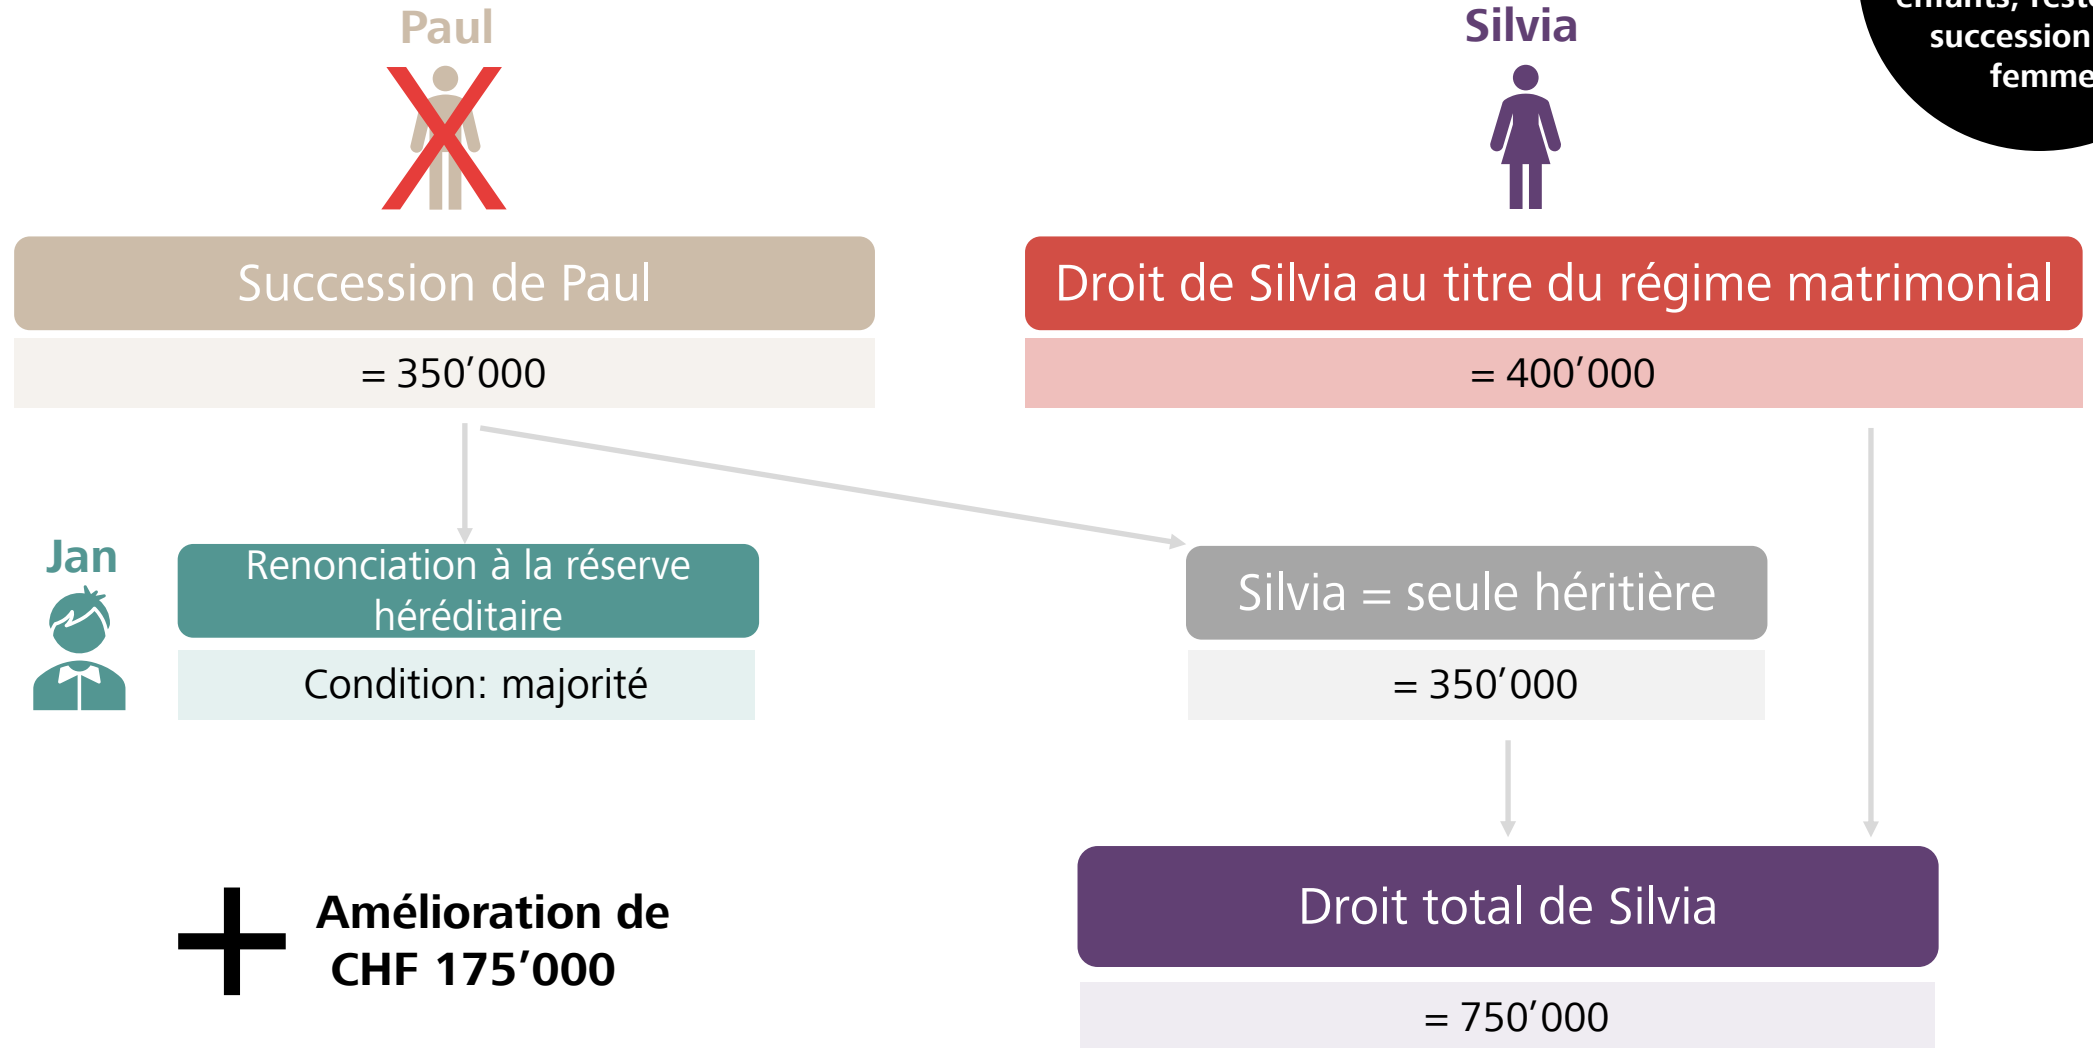 Paul
Silvia
succession
femme
Succession de Paul
Droit de Silvia au titre du régime matrimonial
= 350’000
= 400’000
Jan
Renonciation à la réserve
héréditaire
Condition: majorité
Silvia = seule héritière
= 350’000
Amélioration de
CHF 175’000
Droit total de Silvia
= 750’000